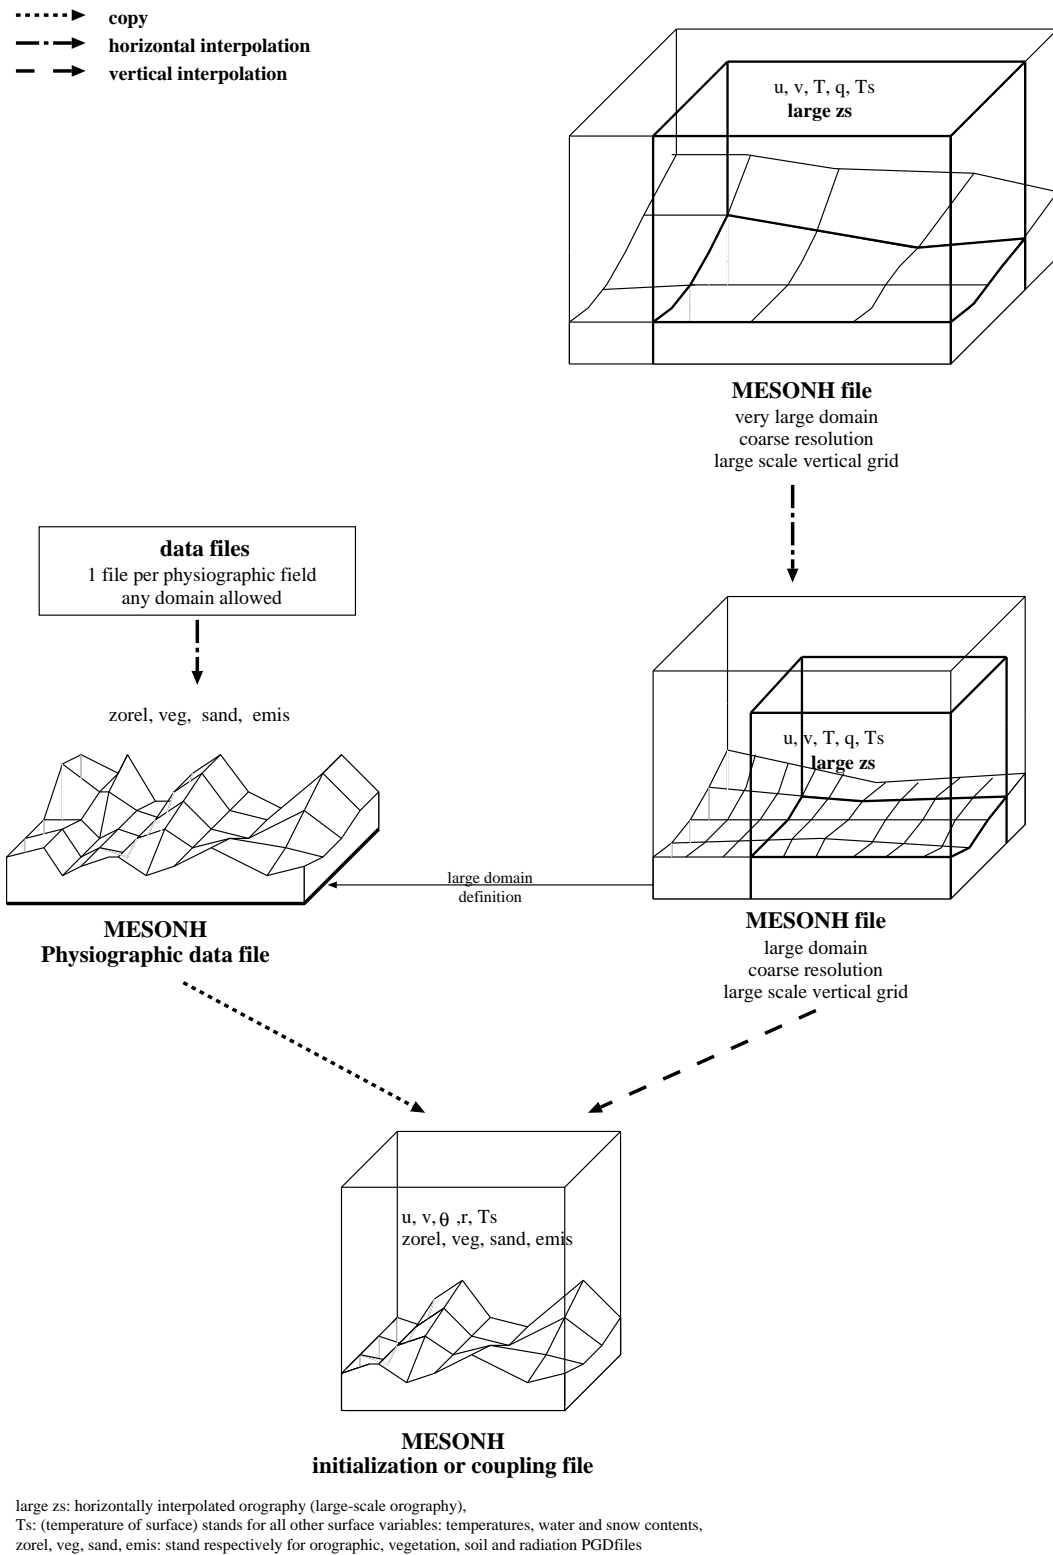 copy
horizontal interpolation
vertical interpolation
u, v, T, q, Ts
large zs
MESONH file
very large domain
coarse resolution
large scale vertical grid
data files
1 file per physiographic field
any domain allowed
zorel, veg, sand, emis
u, v, T, q, Ts
large zs
large domain
definition
MESONH
Physiographic data file
MESONH file
large domain
coarse resolution
large scale vertical grid
u, v, θ ,r, Ts
zorel, veg, sand, emis
MESONH
initialization or coupling file
large zs: horizontally interpolated orography (large-scale orography),
Ts: (temperature of surface) stands for all other surface variables: temperatures, water and snow contents,
zorel, veg, sand, emis: stand respectively for orographic, vegetation, soil and radiation PGDfiles